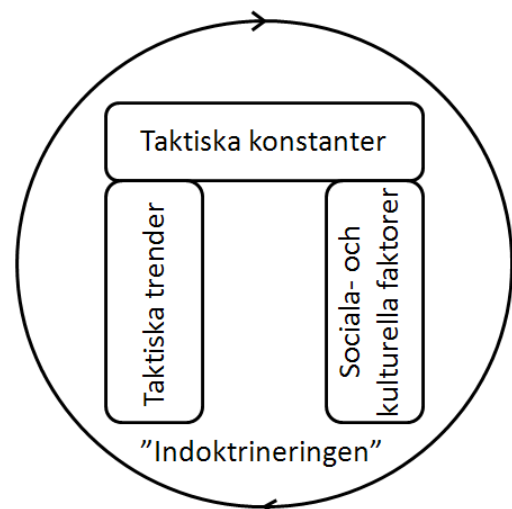 Taktiska konstanter
Taktiska trender
Sociala- och
kulturella faktorer
”Indoktrineringen”